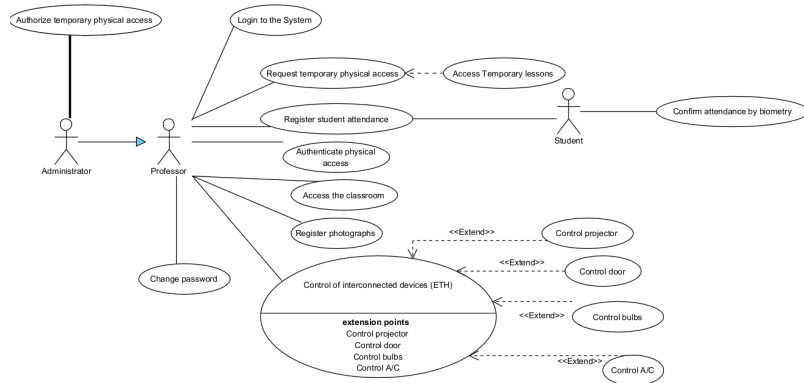 Authorize temporary physical access
Login to the System
Request temporary physical access
Access Temporary lessons
Register student attendance
Confirm attendance by biometry
Student
Administrator
Professor
Authenticate physical
access
Access the classroom
Register photographs
Change password
<<Extend>>
Control projector
<<Extend>>
Control door
Control of interconnected devices (ETH)
<<Extend>>
Control bulbs
extension points
Control projector
Control door
Control bulbs
Control A/C
<<Extend>>
Control A/C